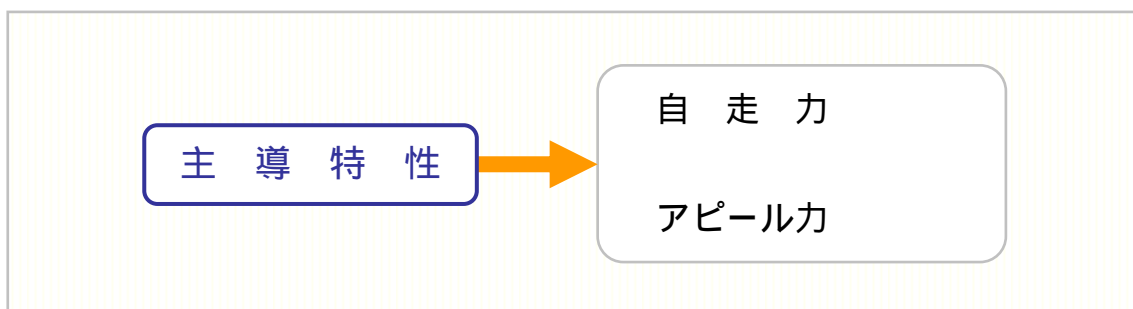 主 導 特 性
自 走 力
アピール力